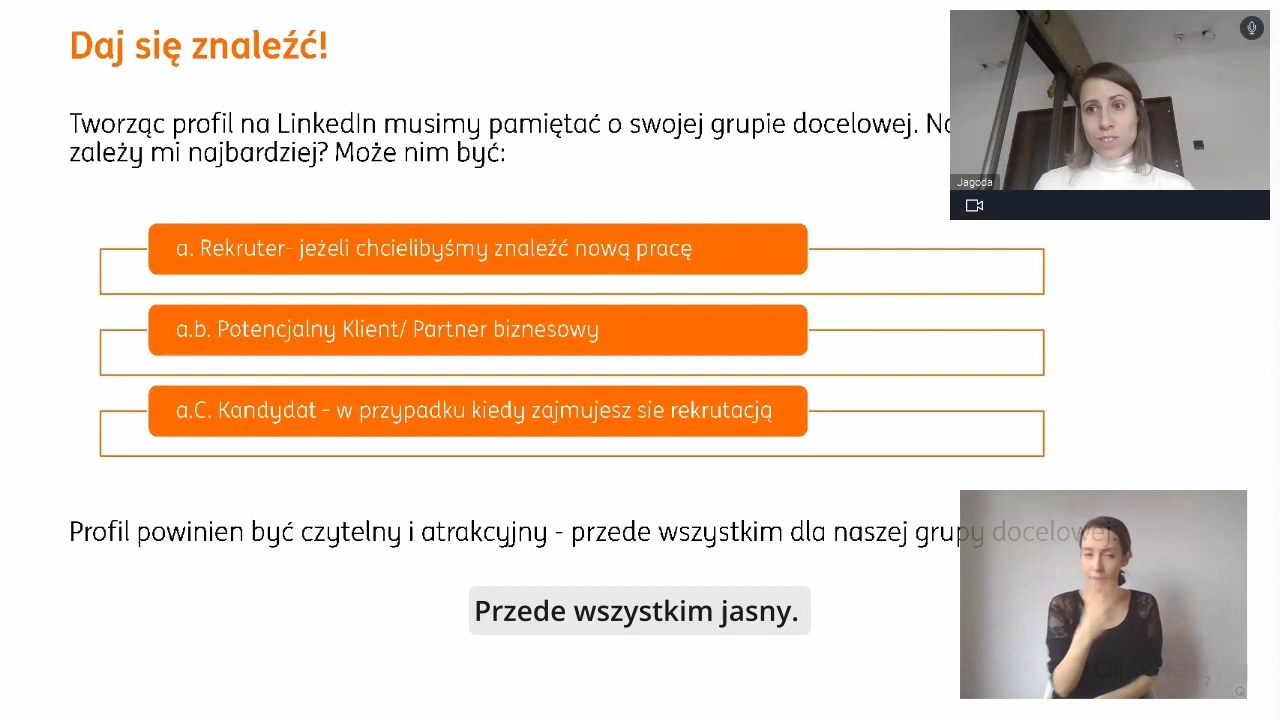 Daj się znaleźć!
Tworząc profil na LinkedIn musimy pamiętać o swojej grupie docelowej.
zależy mi najbardziej? Może nim być:
Jagoda
a. Rekruter- jeżeli chcielibyśmy znaleźć nową pracę
a.b. Potencjalny Klient/ Partner biznesowy
a.C. Kandydat - w przypadku kiedy zajmujesz sie rekrutacją
Profil powinien być czytelny i atrakcyjny - przede wszystkim dla naszej grupy docelowej.
Przede wszystkim jasny.
7